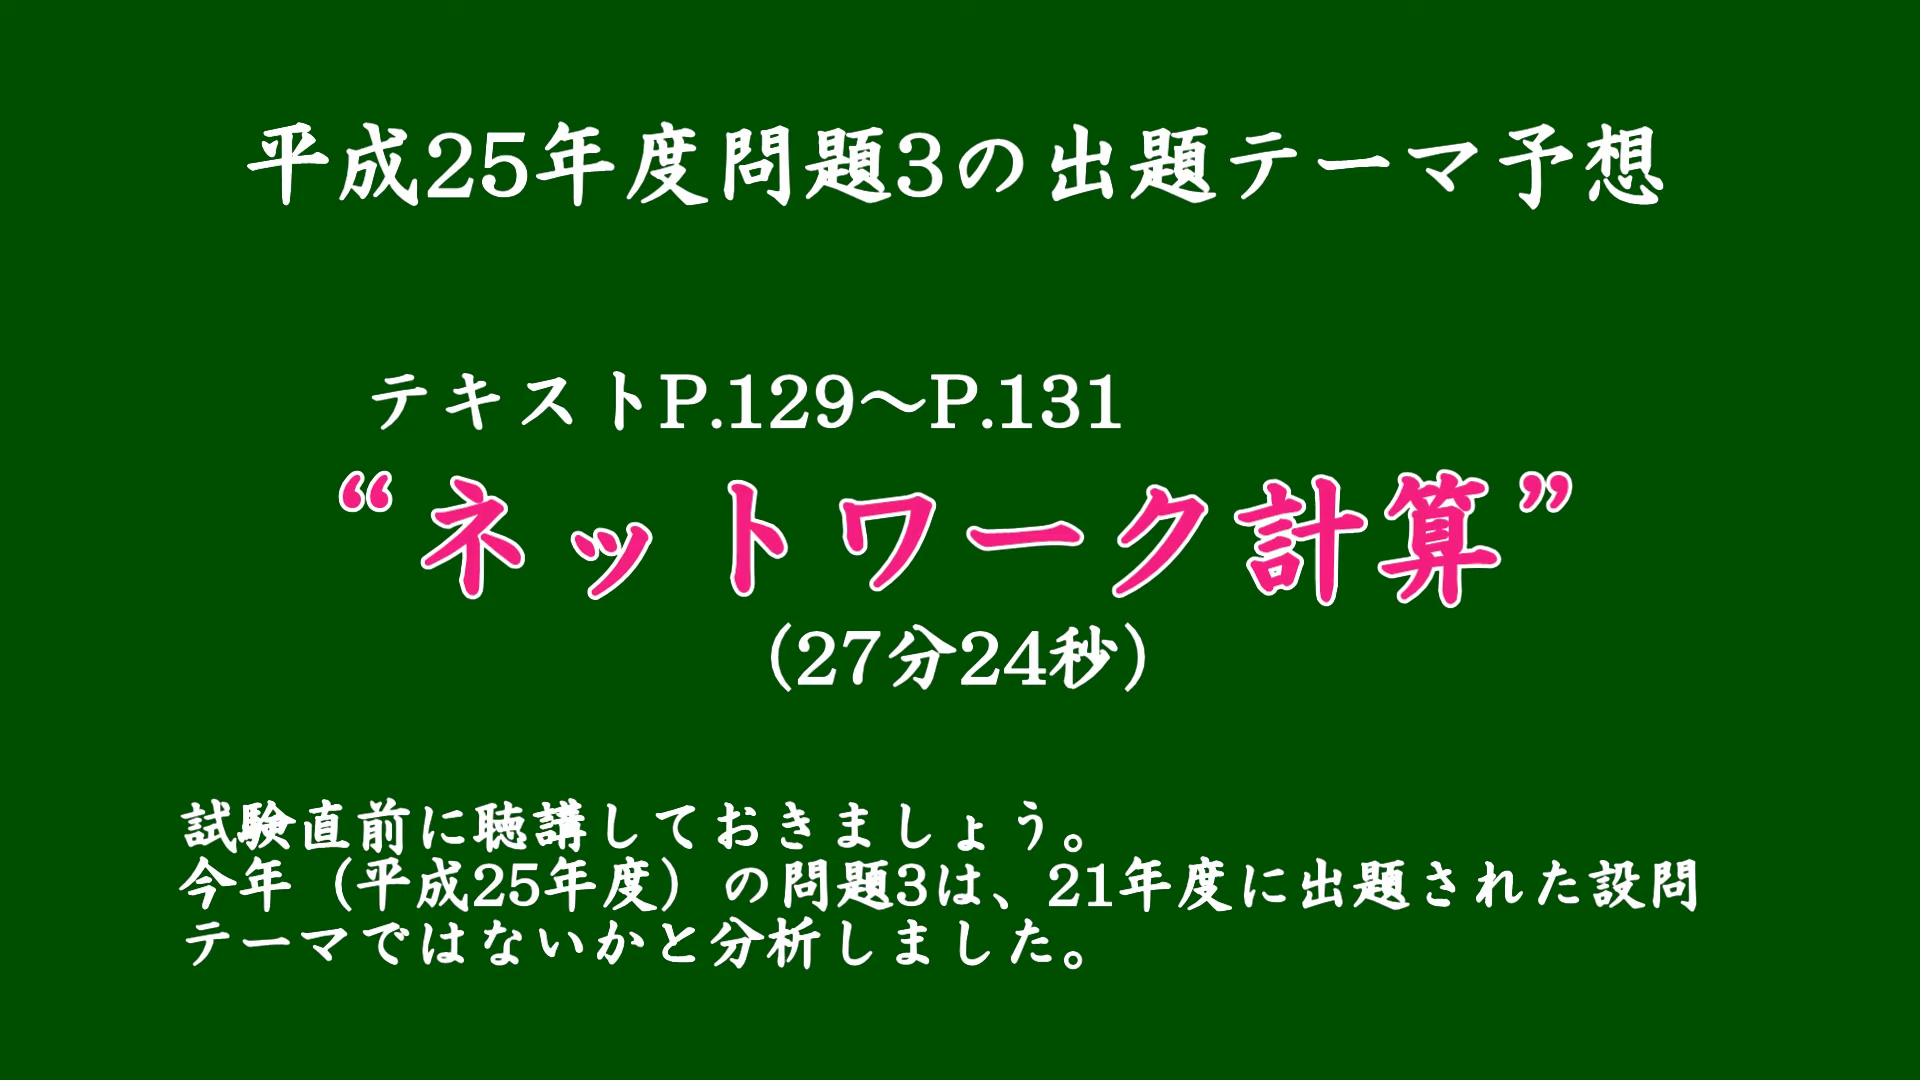 平成25年度問題3の出題テーマ予想
テキストP.129～P.131
“ネットワーク計算”
（27分24秒）
試験直前に聴講しておきましょう。
今年（平成25年度）の問題3は、21年度に出題された設問
テーマではないかと分析しました。